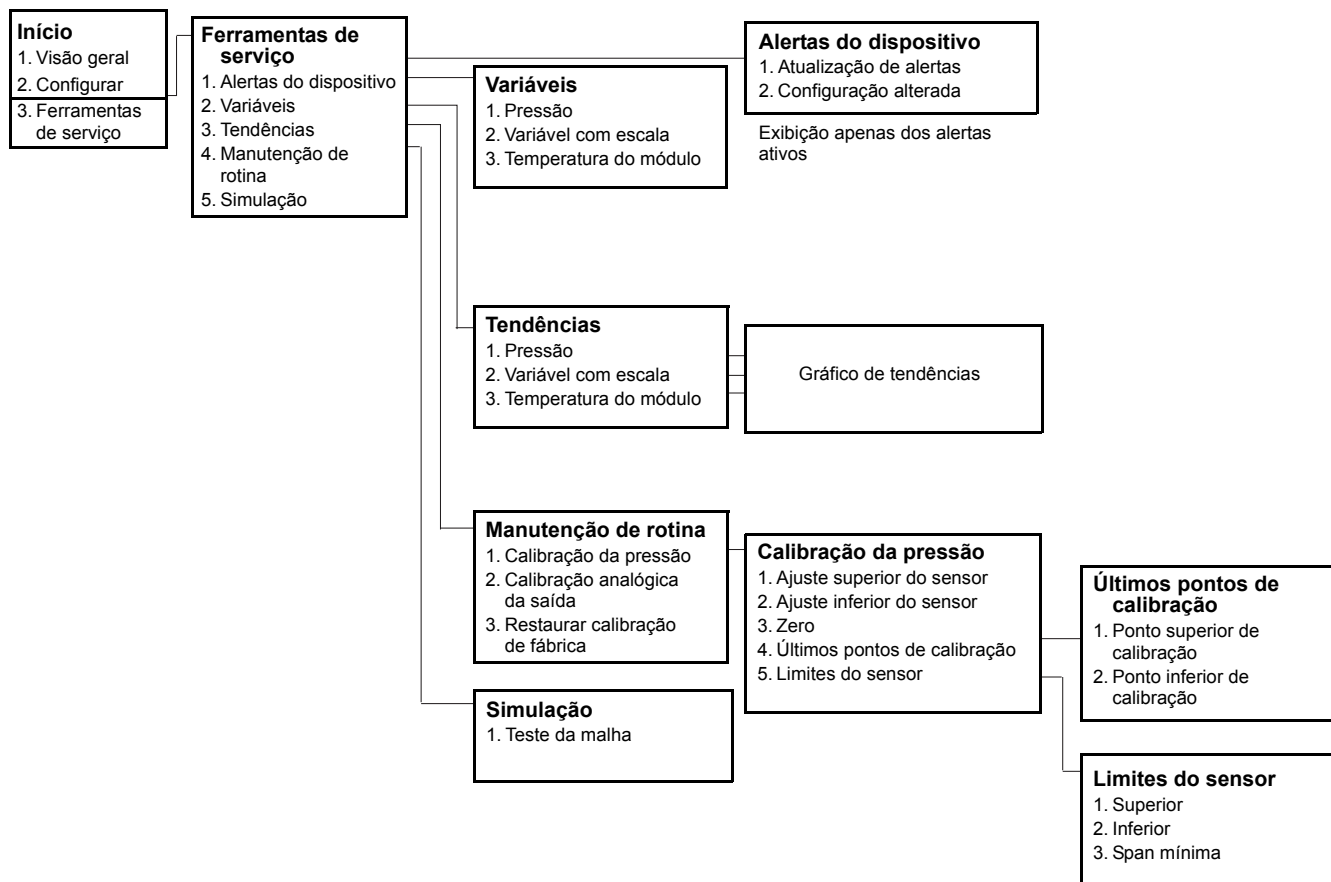 Início
1. Visão geral
2. Configurar
3. Ferramentas
de serviço
Ferramentas de
serviço
1. Alertas do dispositivo
2. Variáveis
3. Tendências
4. Manutenção de
rotina
5. Simulação
Variáveis
1. Pressão
2. Variável com escala
3. Temperatura do módulo
Alertas do dispositivo
1. Atualização de alertas
2. Configuração alterada
Exibição apenas dos alertas
ativos
Tendências
1. Pressão
2. Variável com escala
3. Temperatura do módulo
Gráfico de tendências
Manutenção de rotina
1. Calibração da pressão
2. Calibração analógica
da saída
3. Restaurar calibração
de fábrica
Calibração da pressão
1. Ajuste superior do sensor
2. Ajuste inferior do sensor
3. Zero
4. Últimos pontos de calibração
5. Limites do sensor
Últimos pontos de
calibração
1. Ponto superior de
calibração
2. Ponto inferior de
calibração
Simulação
1. Teste da malha
Limites do sensor
1. Superior
2. Inferior
3. Span mínima